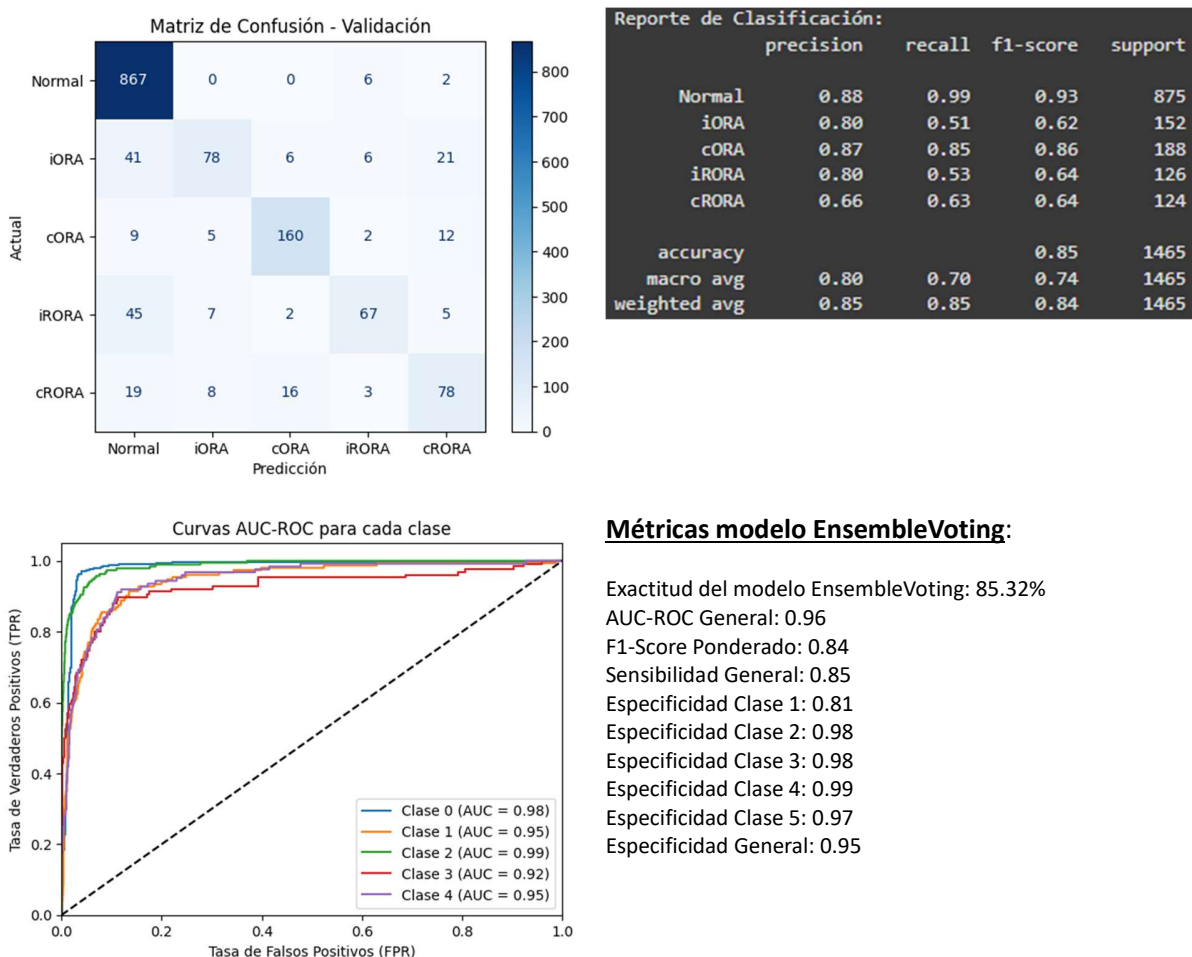 Matriz de Confusión - Validación
Normal 867 0 0 6 2
iORA 41 78 6 6 21
cORA 9 5 160 2 12
iRORA 45 7 2 67 5
cRORA 19 8 16 3 78
Normal iORA cORA iRORA cRORA
Predicción
Actual
800
700
600
500
400
300
200
100
0
Reporte de Clasificación:
precision recall f1-score support
Normal 0.88 0.99 0.93 875
iORA 0.80 0.51 0.62 152
cORA 0.87 0.85 0.86 188
iRORA 0.80 0.53 0.64 126
cRORA 0.66 0.63 0.64 124
accuracy 0.85 1465
macro avg 0.80 0.70 0.74 1465
weighted avg 0.85 0.85 0.84 1465
Curvas AUC-ROC para cada clase
Tasa de Verdaderos Positivos (TPR)
1.0
0.8
0.6
0.4
0.2
0.0
0.0 0.2 0.4 0.6 0.8 1.0
Tasa de Falsos Positivos (FPR)
Clase 0 (AUC = 0.98)
Clase 1 (AUC = 0.95)
Clase 2 (AUC = 0.99)
Clase 3 (AUC = 0.92)
Clase 4 (AUC = 0.95)
Métricas modelo EnsembleVoting:
Exactitud del modelo EnsembleVoting: 85.32%
AUC-ROC General: 0.96
F1-Score Ponderado: 0.84
Sensibilidad General: 0.85
Especificidad Clase 1: 0.81
Especificidad Clase 2: 0.98
Especificidad Clase 3: 0.98
Especificidad Clase 4: 0.99
Especificidad Clase 5: 0.97
Especificidad General: 0.95